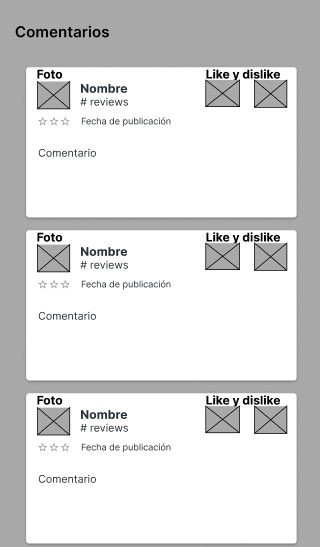 Comentarios
Foto
Like y dislike
Nombre
# reviews
☆ ☆ ☆ Fecha de publicación
Comentario
Foto
Like y dislike
Nombre
# reviews
☆ ☆ ☆ Fecha de publicación
Comentario
Foto
Like y dislike
Nombre
# reviews
☆ ☆ ☆ Fecha de publicación
Comentario